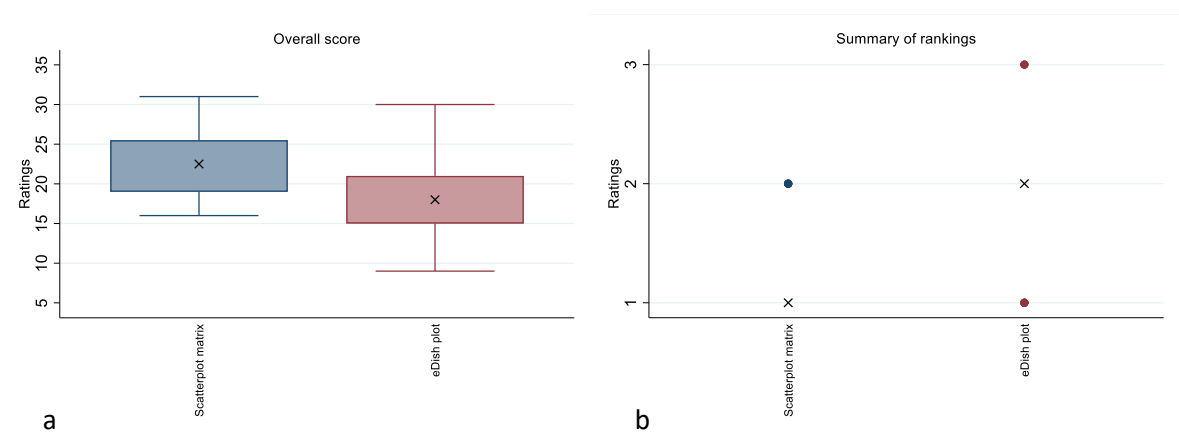 Overall score
Ratings
35
30
25
20
15
10
5
Scatterplot matrix
eDish plot
a
Summary of rankings
Ratings
3
2
1
Scatterplot matrix
eDish plot
b